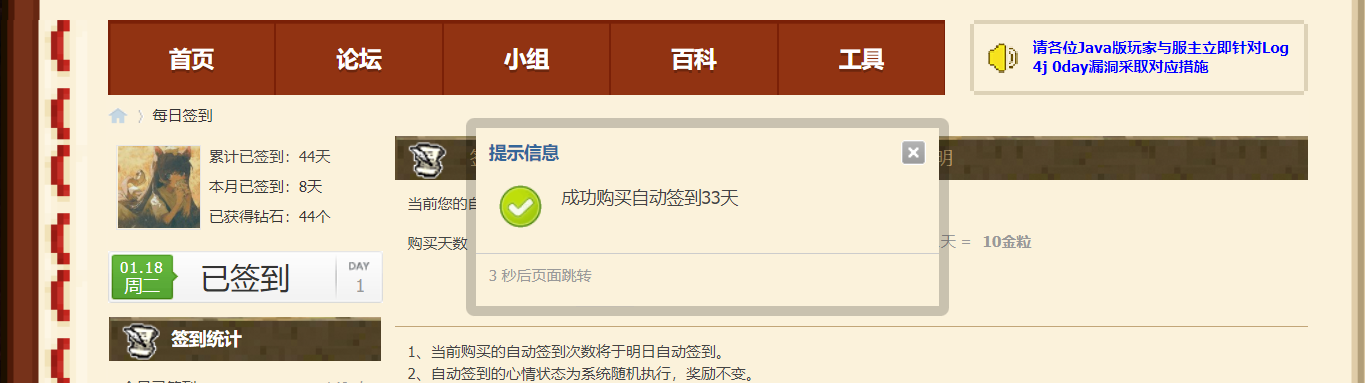 首页
论坛
小组
百科
工具
请各位Java版玩家与服主立即针对Log
4j 0day漏洞采取对应措施
每日签到
累计已签到：44天
本月已签到：8天
已获得钻石：44个
01.18
周二
已签到
DAY
1
签到统计
明
提示信息
成功购买自动签到33天
3 秒后页面跳转
当前您的自
购买天数
天 = 10金粒
1、当前购买的自动签到次数将于明日自动签到。
2、自动签到的心情状态为系统随机执行，奖励不变。